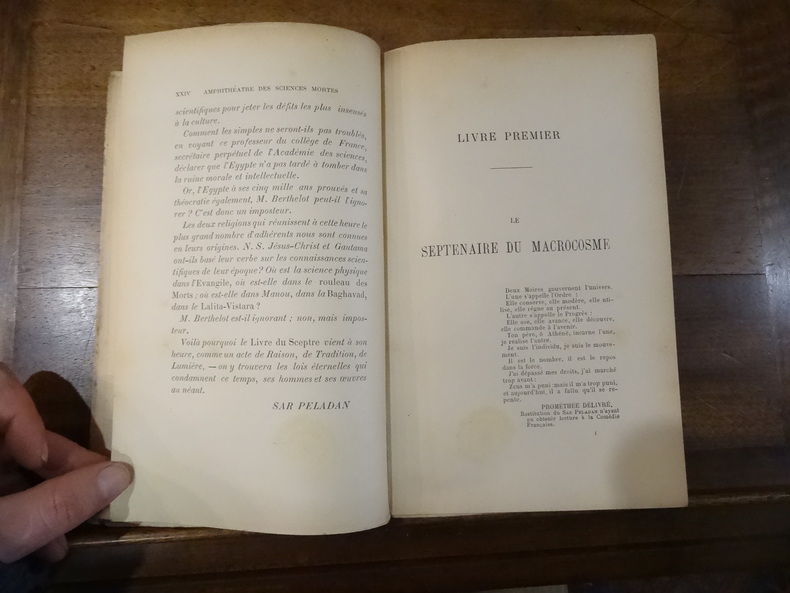 XXIV AMPHITHÉATRE DES SCIENCES MORTES
scientifiques pour jeter les défits les plus insensés
à la culture.
Comment les simples ne seront-ils pas troublés,
en voyant ce professeur du collége de France,
secrétaire perpétuel de l'Académie des sciences,
déclarer que l'Egypte n'a pas tardé à tomber dans
la ruine morale et intellectuelle.
Or, l'Egypte à ses cinq mille ans prouvés et sa
théocratie également, M. Berthelot peut-il l'igno-
rer ? C'est donc un imposteur.
Les deux religions qui réunissent à cette heure le
plus grand nombre d'adhérents nous sont connues
en leurs origines. N. S. Jésus-Christ et Gautama
ont-ils basé leur verbe sur les connaissances scien-
tifiques de leur époque ? Où est la science physique
dans l'Evangile, où est-elle dans le rouleau des
Morts ; où est-elle dans Manou, dans la Baghavad,
dans le Lalita-Vistara ?
M. Berthelot est-il ignorant ; non, mais impos-
teur.
Voilà pourquoi le Livre du Sceptre vient à son
heure, comme un acte de Raison, de Tradition, de
Lumière, — on y trouvera les lois éternelles qui
condamnent ce temps, ses hommes et ses œuvres
au néant.
SAR PELADAN
LIVRE PREMIER
LE
SEPTENAIRE DU MACROCOSME
Deux Moires gouvernent l'univers.
L'une s'appelle l'Ordre :
Elle conserve, elle modère, elle uti-
lise, elle règne au présent.
L'autre s'appelle le Progrès :
Elle ose, elle avance, elle découvre,
elle commande à l'avenir.
Ton père, ô Athéné, incarne l'une,
je réalise l'autre.
Je suis l'individu, je suis le mouve-
ment.
Il est le nombre, il est le repos
dans la force.
J'ai dépassé mes droits, j'ai marché
trop avant :
Zeus m'a puni mais il m'a trop puni,
et aujourd'hui, il a fallu qu'il se re-
pente.
PROMÉTHÉE DÉLIVRÉ,
Restitution du SAR PELADAN n'ayant
pu obtenir lecture à la Comédie
Française.
1